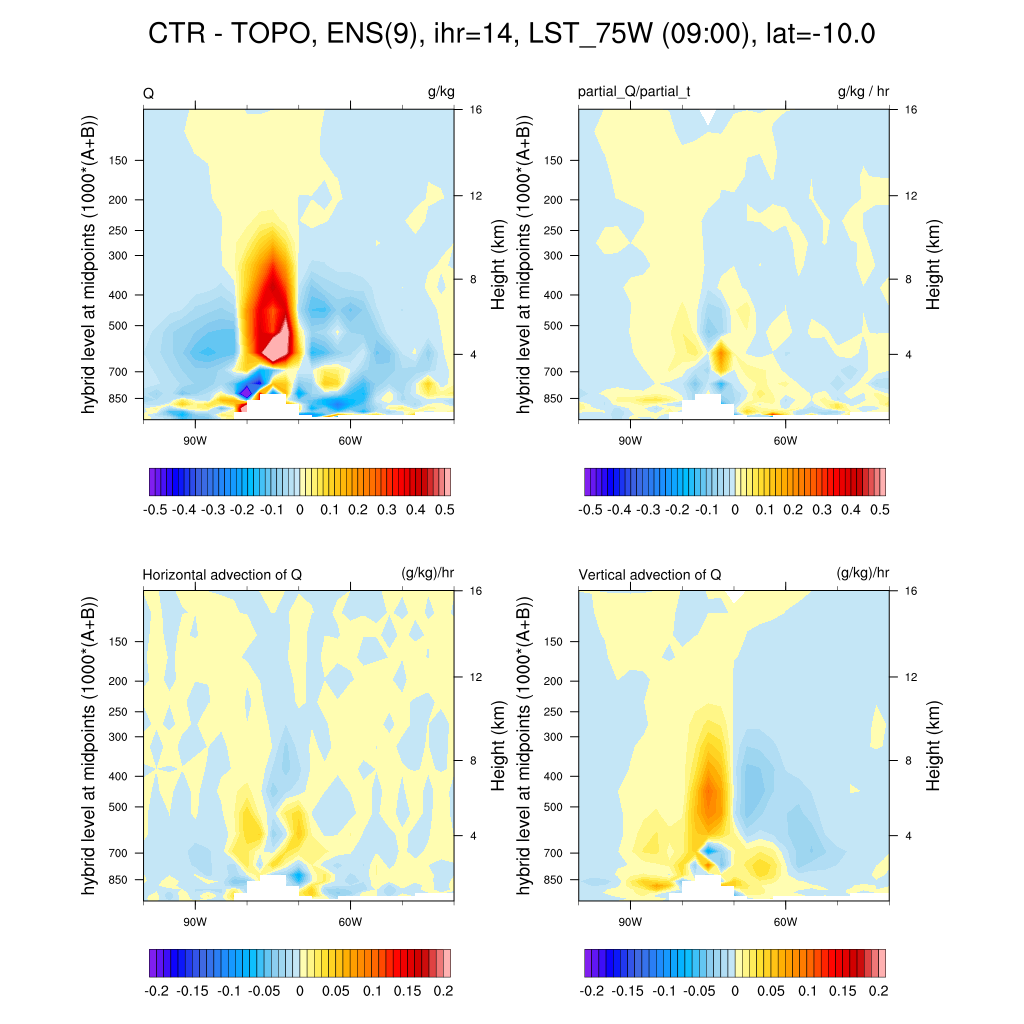 CTR - TOPO, ENS(9), ihr=14, LST_75W (09:00), lat=-10.0
Q g/kg
hybrid level at midpoints (1000*(A+B))
150
200
250
300
400
500
700
850
16
12
8
4
Height (km)
90W 60W
-0.5 -0.4 -0.3 -0.2 -0.1 0 0.1 0.2 0.3 0.4 0.5
partial_Q/partial_t g/kg / hr
hybrid level at midpoints (1000*(A+B))
150
200
250
300
400
500
700
850
16
12
8
4
Height (km)
90W 60W
-0.5 -0.4 -0.3 -0.2 -0.1 0 0.1 0.2 0.3 0.4 0.5
Horizontal advection of Q (g/kg)/hr
hybrid level at midpoints (1000*(A+B))
150
200
250
300
400
500
700
850
16
12
8
4
Height (km)
90W 60W
-0.2 -0.15 -0.1 -0.05 0 0.05 0.1 0.15 0.2
Vertical advection of Q (g/kg)/hr
hybrid level at midpoints (1000*(A+B))
150
200
250
300
400
500
700
850
16
12
8
4
Height (km)
90W 60W
-0.2 -0.15 -0.1 -0.05 0 0.05 0.1 0.15 0.2